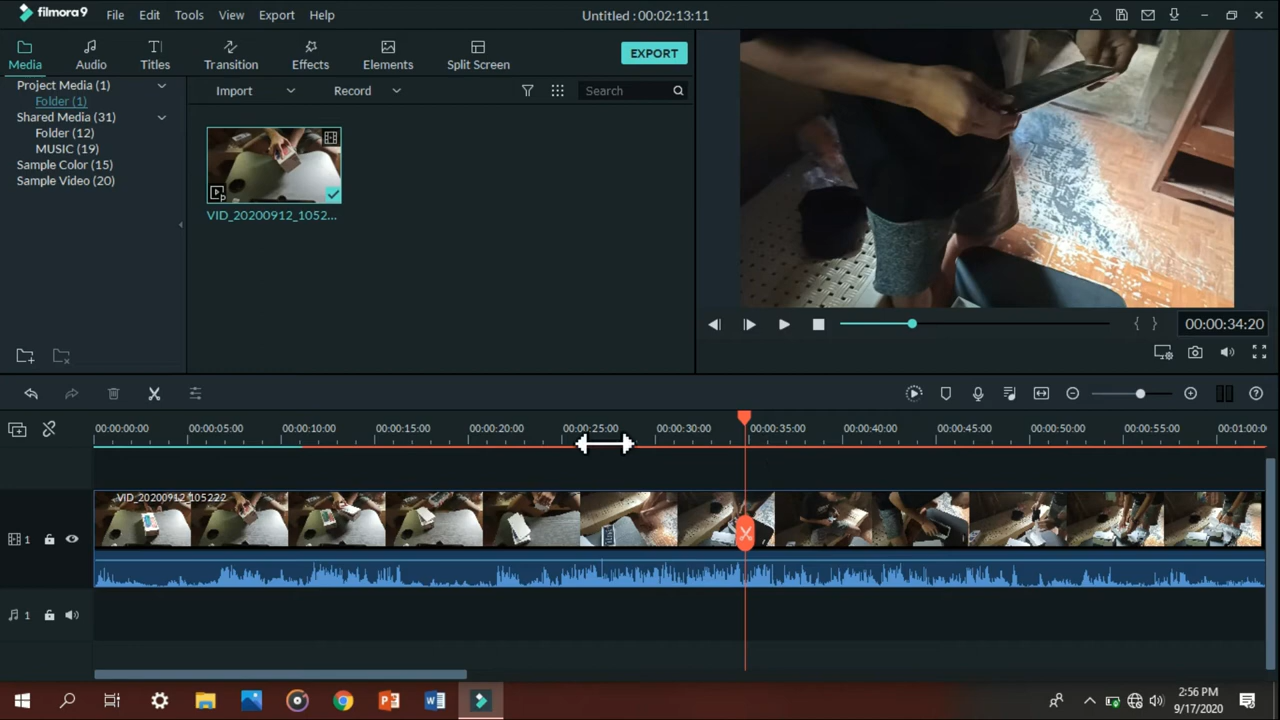 filmora9 File Edit Tools View Export Help Untitled : 00:02:13:11
Media Audio Titles Transition Effects Elements Split Screen EXPORT
Project Media (1)
Folder (1)
Shared Media (31)
Folder (12)
MUSIC (19)
Sample Color (15)
Sample Video (20)
Import Record Search
VID_20200912_1052...
00:00:34:20
00:00:00:00 00:00:05:00 00:00:10:00 00:00:15:00 00:00:20:00 00:00:25:00 00:00:30:00 00:00:35:00 00:00:40:00 00:00:45:00 00:00:50:00 00:00:55:00 00:01:00:0
VID_20200912_105222
1
1
2:56 PM
9/17/2020